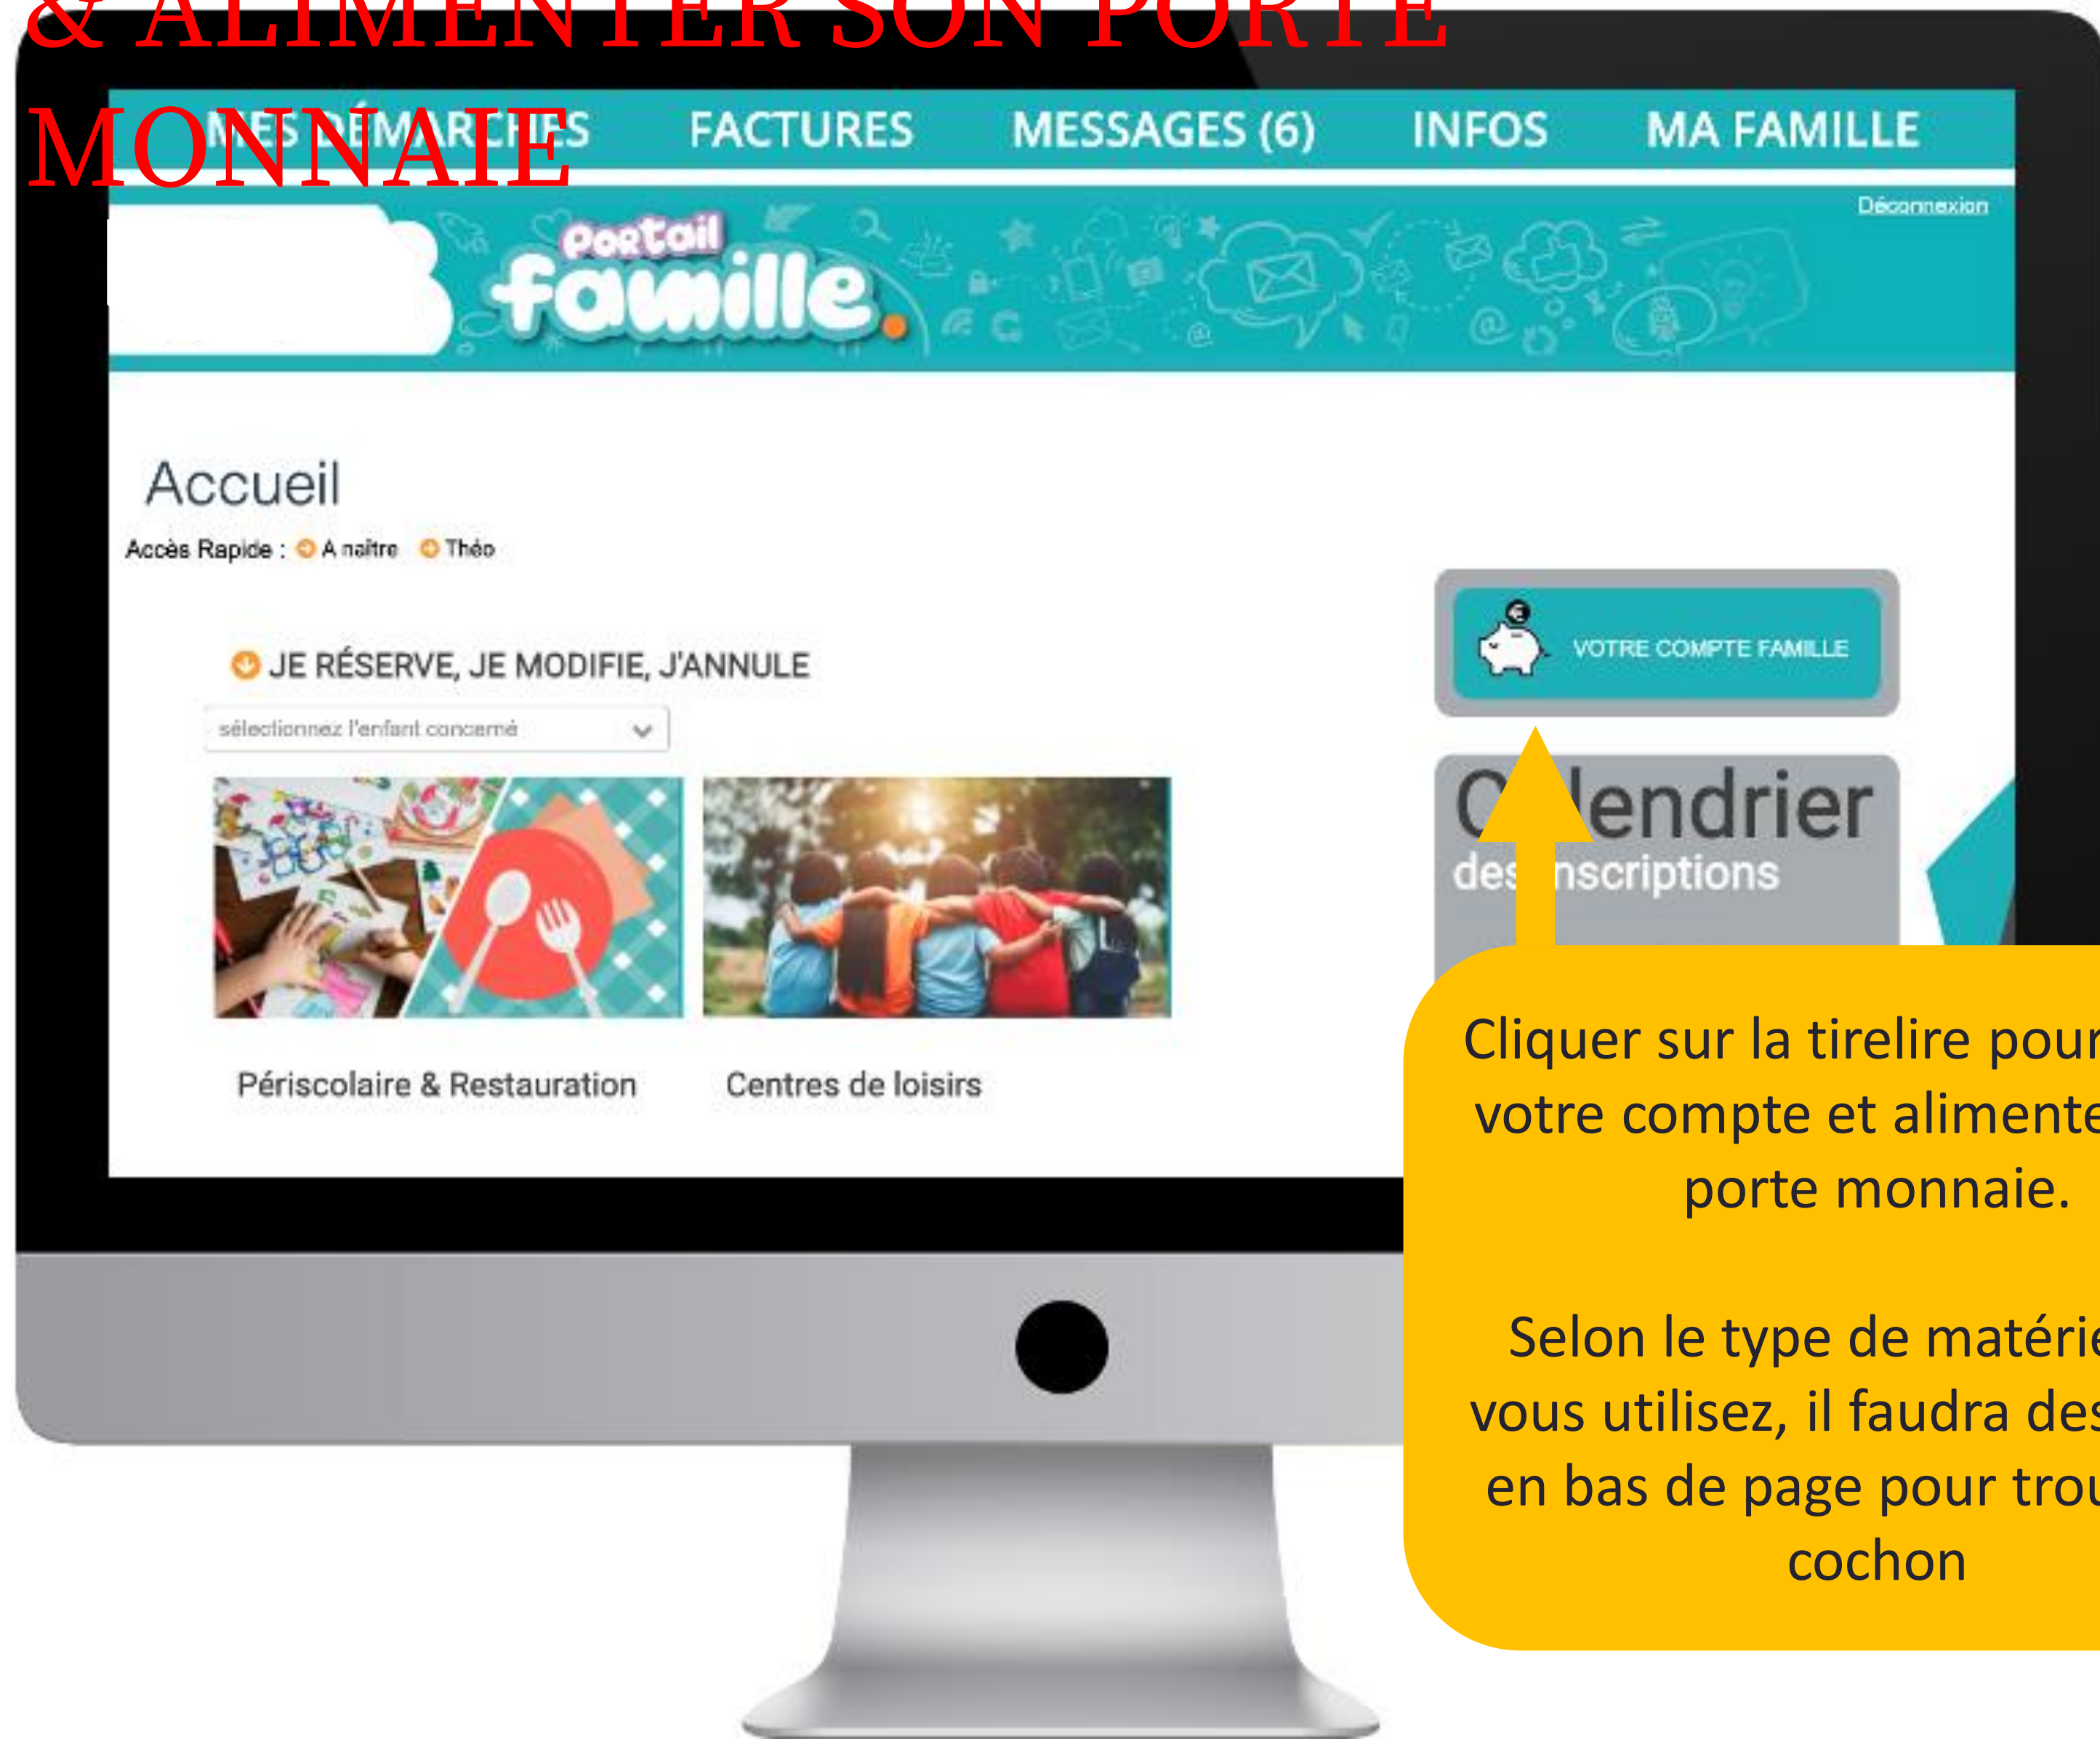 & ALIMENTER SON PORTE
MONNAIE
MES DÉMARCHES FACTURES MESSAGES (6) INFOS MA FAMILLE
Déconnexion
Portail
famille.
Accueil
Accès Rapide : A naître Théo
JE RÉSERVE, JE MODIFIE, J'ANNULE
sélectionnez l'enfant concerné
Périscolaire & Restauration Centres de loisirs
VOTRE COMPTE FAMILLE
Calendrier
des inscriptions
Cliquer sur la tirelire pour
votre compte et alimente
porte monnaie.
Selon le type de matérie
vous utilisez, il faudra des
en bas de page pour trou
cochon